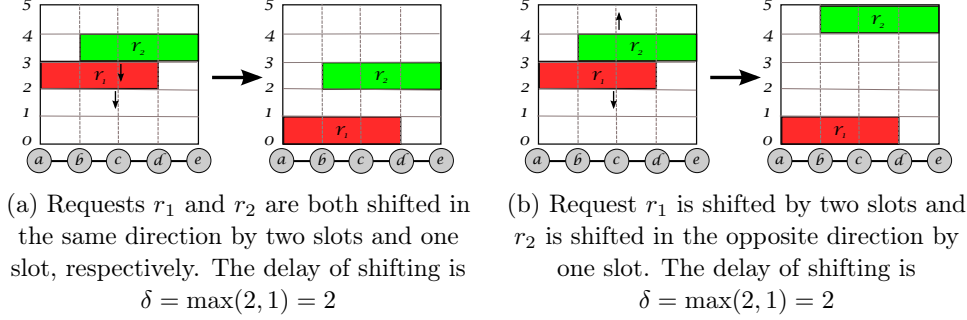 5
4
3
2
1
0
r₂
r₁
a b c d e
5
4
3
2
1
0
r₂
r₁
a b c d e
(a) Requests r₁ and r₂ are both shifted in
the same direction by two slots and one
slot, respectively. The delay of shifting is
δ = max(2, 1) = 2
5
4
3
2
1
0
r₂
r₁
a b c d e
5
4
3
2
1
0
r₂
r₁
a b c d e
(b) Request r₁ is shifted by two slots and
r₂ is shifted in the opposite direction by
one slot. The delay of shifting is
δ = max(2, 1) = 2